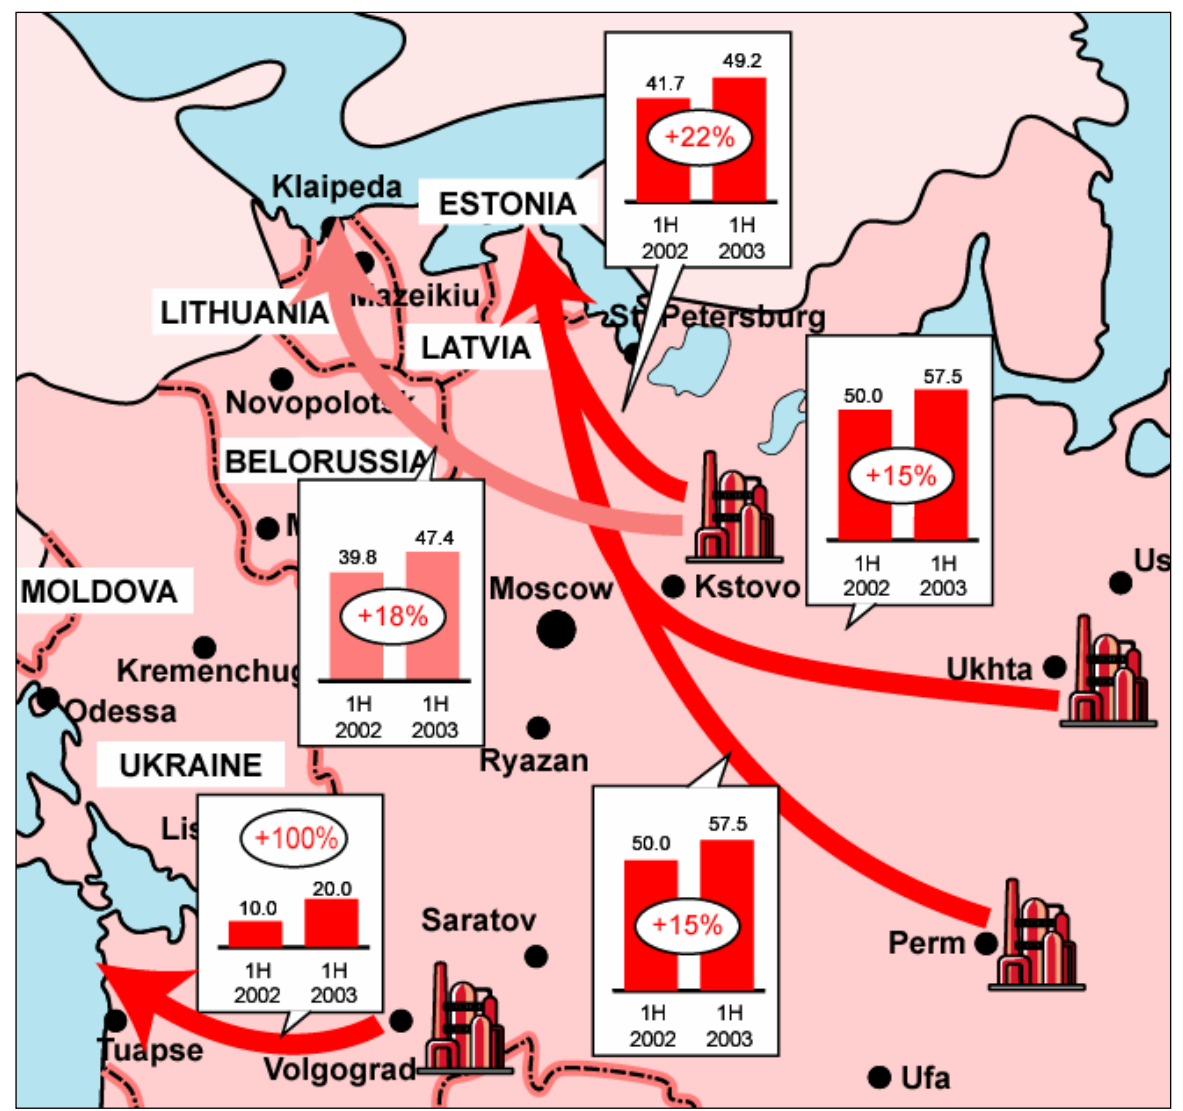 49.2
41.7
+22%
1H 1H
2002 2003
Klaipeda
ESTONIA
Mazeikiu
LITHUANIA
St. Petersburg
LATVIA
Novopolotsk
57.5
50.0
+15%
1H 1H
2002 2003
BELORUSSIA
M
47.4
39.8
+18%
1H 1H
2002 2003
Us
MOLDOVA
Moscow
Kstovo
Kremenchug
Ukhta
Odessa
Ryazan
UKRAINE
Lis
+100%
20.0
10.0
1H 1H
2002 2003
57.5
50.0
+15%
1H 1H
2002 2003
Saratov
Perm
Tuapse
Volgograd
Ufa